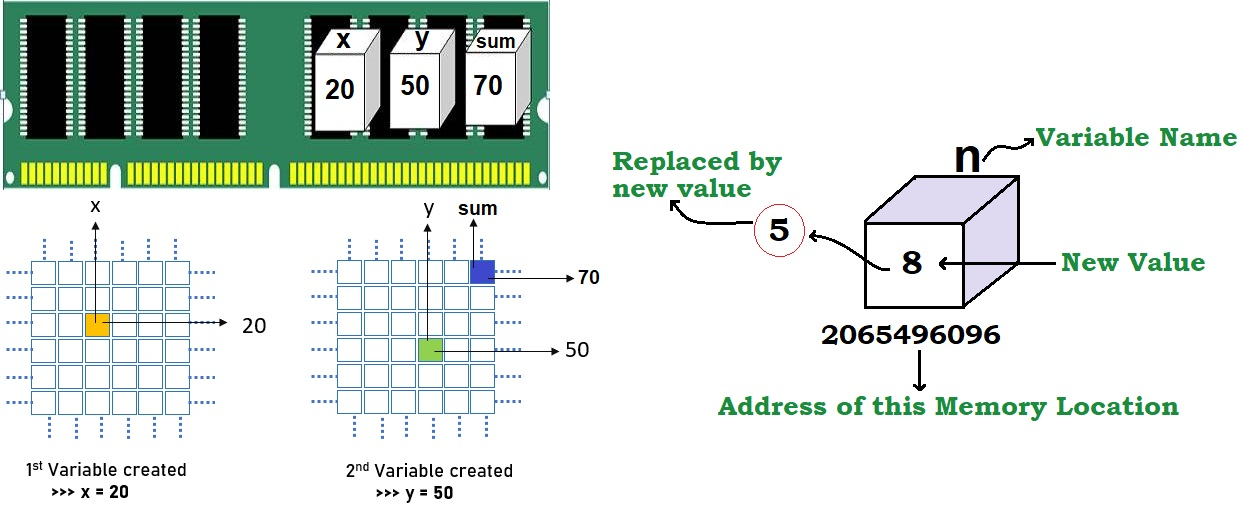 x
y
sum
20
50
70
x
20
1st Variable created
>>> x = 20
y
sum
70
50
2nd Variable created
>>> y = 50
n
Variable Name
Replaced by
new value
5
8
New Value
2065496096
Address of this Memory Location